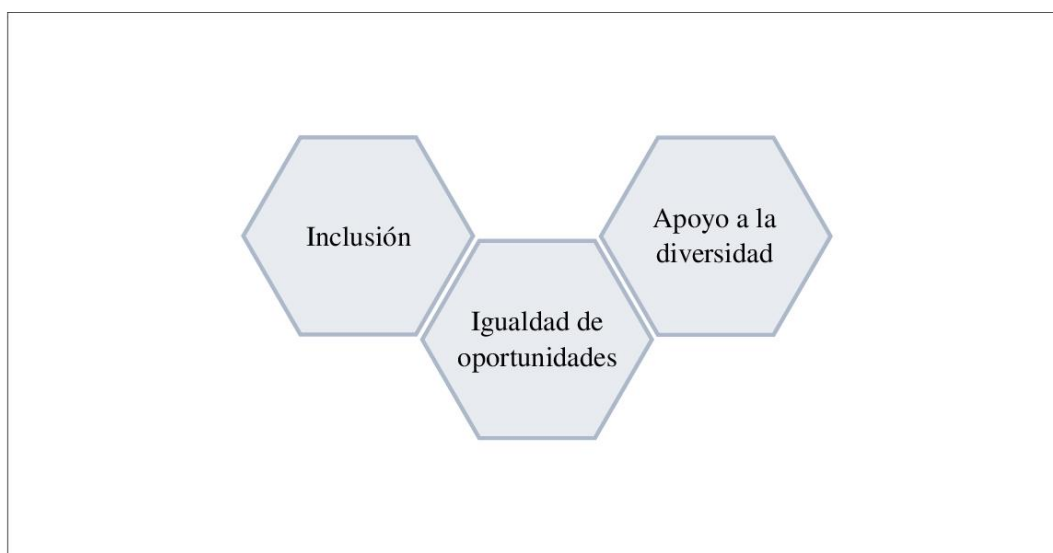 Inclusión
Igualdad de
oportunidades
Apoyo a la
diversidad